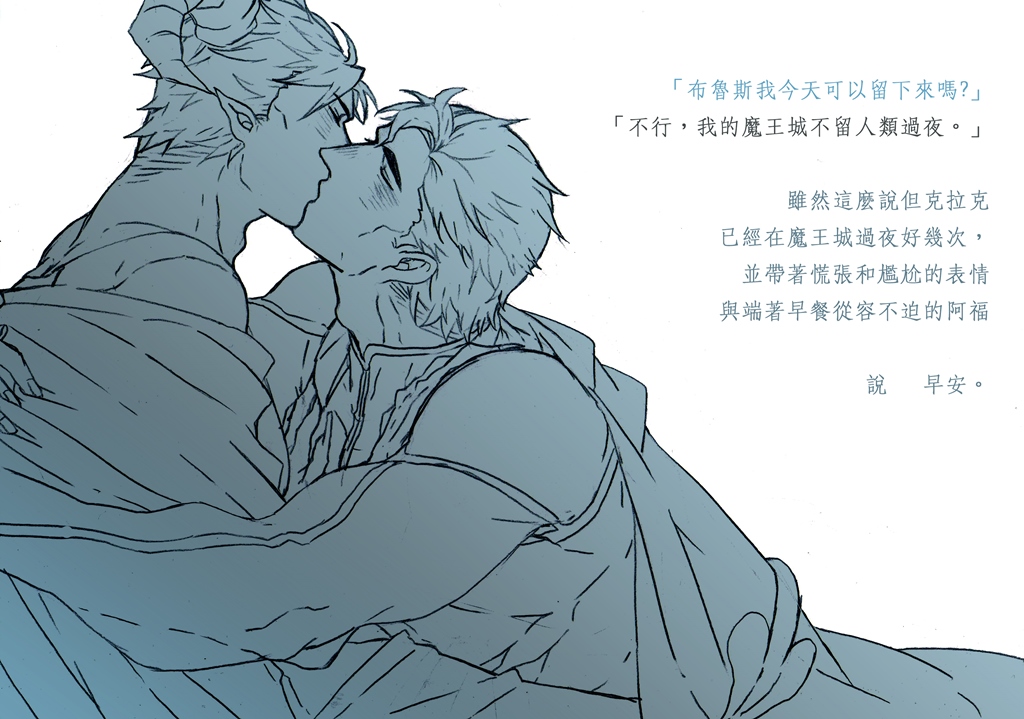 「布魯斯我今天可以留下來嗎?」
「不行，我的魔王城不留人類過夜。」
雖然這麼說但克拉克
已經在魔王城過夜好幾次，
並帶著慌張和尷尬的表情
與端著早餐從容不迫的阿福
說　早安。